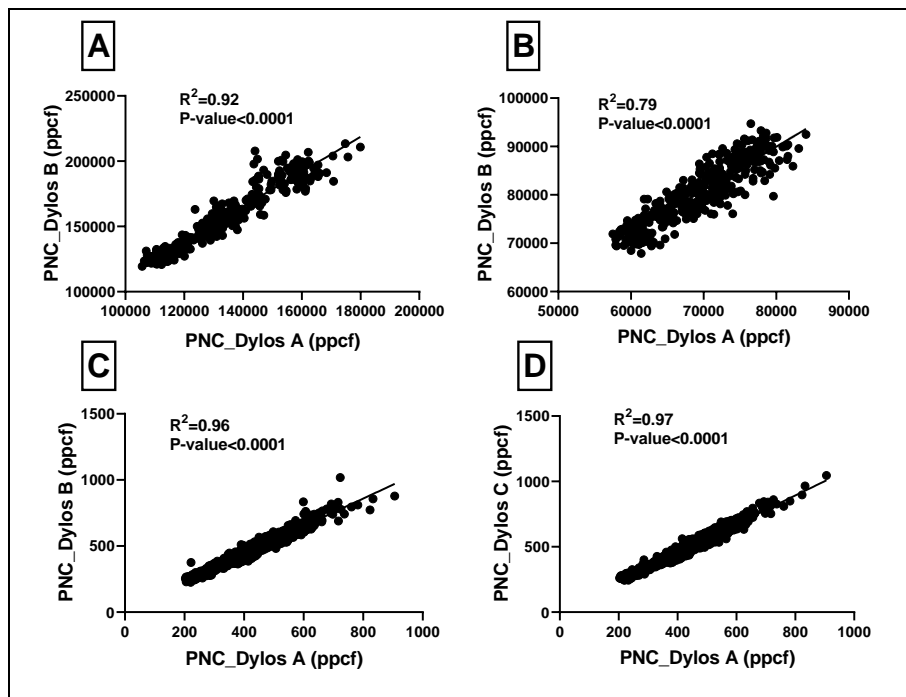 A
R²=0.92
P-value<0.0001
PNC_Dylos B (ppcf)
250000
200000
150000
100000
100000 120000 140000 160000 180000 200000
PNC_Dylos A (ppcf)
B
R²=0.79
P-value<0.0001
PNC_Dylos B (ppcf)
100000
90000
80000
70000
60000
50000 60000 70000 80000 90000
PNC_Dylos A (ppcf)
C
R²=0.96
P-value<0.0001
PNC_Dylos B (ppcf)
1500
1000
500
0
0 200 400 600 800 1000
PNC_Dylos A (ppcf)
D
R²=0.97
P-value<0.0001
PNC_Dylos C (ppcf)
1500
1000
500
0
0 200 400 600 800 1000
PNC_Dylos A (ppcf)